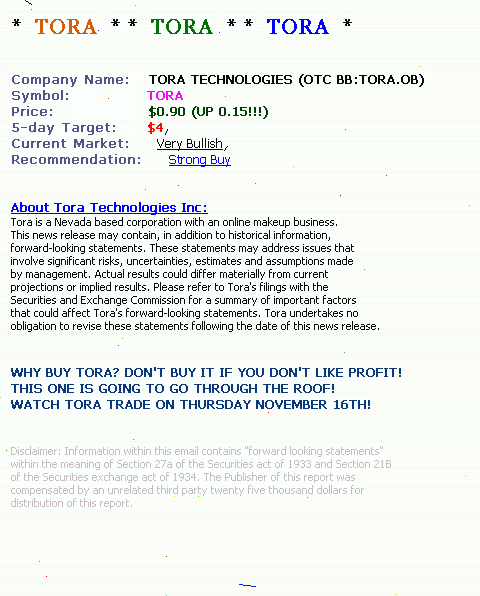 * TORA * * TORA * * TORA *
Company Name: TORA TECHNOLOGIES (OTC BB:TORA.OB)
Symbol: TORA
Price: $0.90 (UP 0.15!!!)
5-day Target: $4,
Current Market: Very Bullish,
Recommendation: Strong Buy
About Tora Technologies Inc:
Tora is a Nevada based corporation with an online makeup business.
This news release may contain, in addition to historical information,
forward-looking statements. These statements may address issues that
involve significant risks, uncertainties, estimates and assumptions made
by management. Actual results could differ materially from current
projections or implied results. Please refer to Tora's filings with the
Securities and Exchange Commission for a summary of important factors
that could affect Tora's forward-looking statements. Tora undertakes no
obligation to revise these statements following the date of this news release.
WHY BUY TORA? DON'T BUY IT IF YOU DON'T LIKE PROFIT!
THIS ONE IS GOING TO GO THROUGH THE ROOF!
WATCH TORA TRADE ON THURSDAY NOVEMBER 16TH!
Disclaimer: Information within this email contains "forward looking statements"
within the meaning of Section 27a of the Securities act of 1933 and Section 21B
of the Securities exchange act of 1934. The Publisher of this report was
compensated by an unrelated third party twenty five thousand dollars for
distribution of this report.